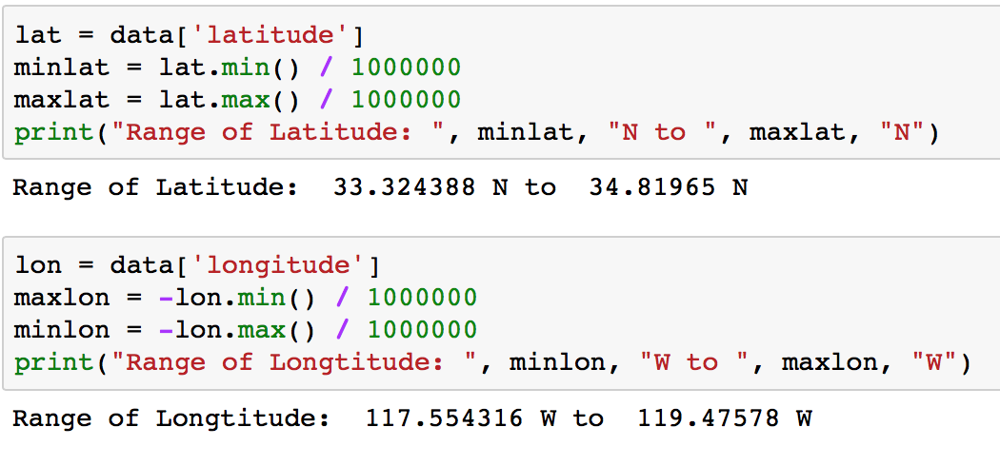 lat = data['latitude']
minlat = lat.min() / 1000000
maxlat = lat.max() / 1000000
print("Range of Latitude: ", minlat, "N to ", maxlat, "N")
Range of Latitude:  33.324388 N to  34.81965 N
lon = data['longitude']
maxlon = -lon.min() / 1000000
minlon = -lon.max() / 1000000
print("Range of Longtitude: ", minlon, "W to ", maxlon, "W")
Range of Longtitude:  117.554316 W to  119.47578 W